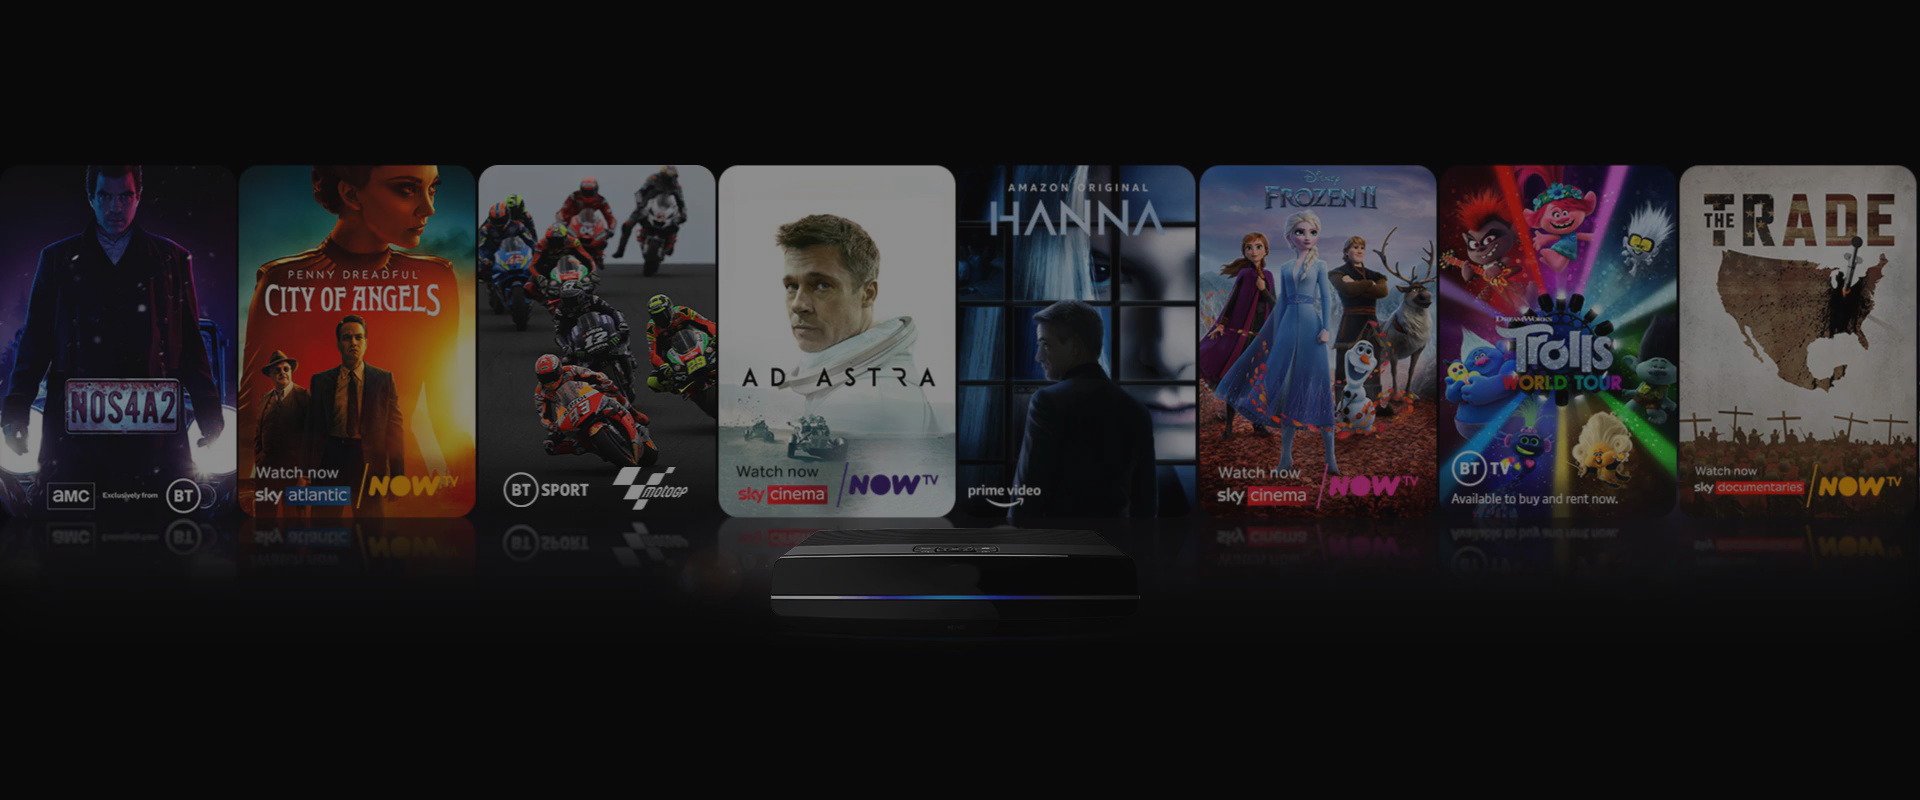 NOS4A2
aMC
Exclusively from
BT
PENNY DREADFUL
CITY OF ANGELS
Watch now
sky atlantic
NOW TV
12
93
29
BT SPORT
motoGP
AD ASTRA
Watch now
sky cinema
NOW TV
AMAZON ORIGINAL
HANNA
prime video
Disney
FROZEN II
Watch now
sky cinema
NOW TV
DREAMWORKS
Trolls
WORLD TOUR
BT TV
Available to buy and rent now.
THE TRADE
Watch now
sky documentaries
NOW TV